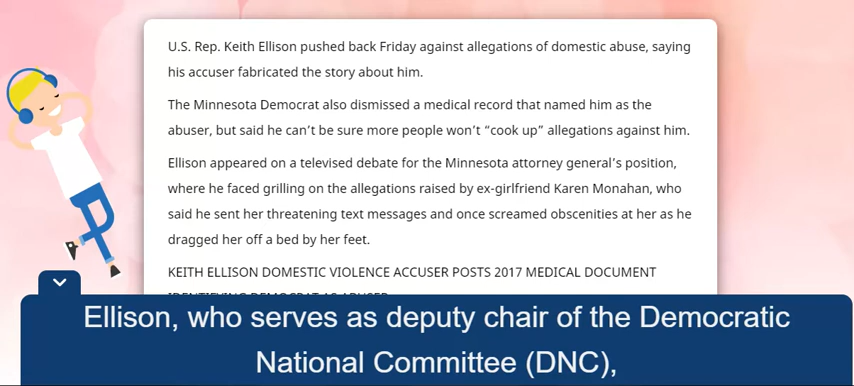 U.S. Rep. Keith Ellison pushed back Friday against allegations of domestic abuse, saying
his accuser fabricated the story about him.
The Minnesota Democrat also dismissed a medical record that named him as the
abuser, but said he can't be sure more people won't “cook up” allegations against him.
Ellison appeared on a televised debate for the Minnesota attorney general's position,
where he faced grilling on the allegations raised by ex-girlfriend Karen Monahan, who
said he sent her threatening text messages and once screamed obscenities at her as he
dragged her off a bed by her feet.
KEITH ELLISON DOMESTIC VIOLENCE ACCUSER POSTS 2017 MEDICAL DOCUMENT
Ellison, who serves as deputy chair of the Democratic
National Committee (DNC),